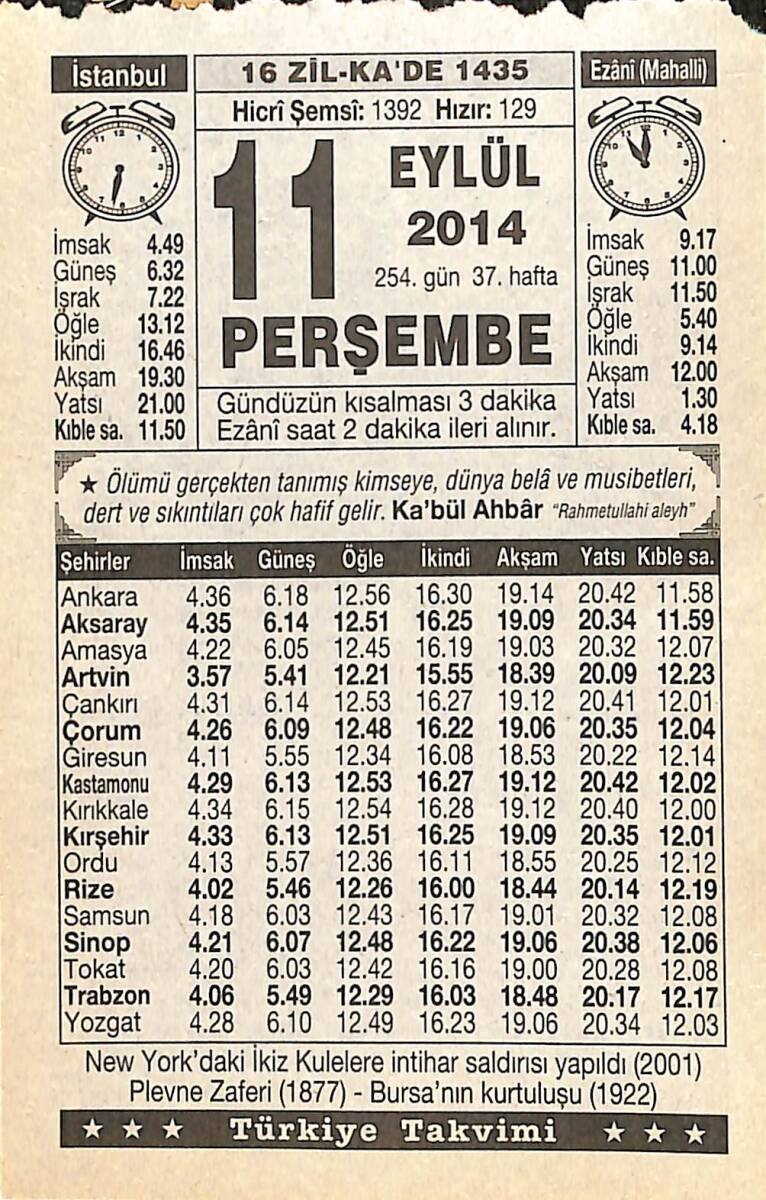 İstanbul
16 ZİL-KA'DE 1435
Ezânî (Mahalli)
Hicrî Şemsî: 1392 Hızır: 129
11 EYLÜL
2014
254. gün 37. hafta
PERŞEMBE
Gündüzün kısalması 3 dakika
Ezânî saat 2 dakika ileri alınır.
İmsak 4.49
Güneş 6.32
İşrak 7.22
Öğle 13.12
İkindi 16.46
Akşam 19.30
Yatsı 21.00
Kıble sa. 11.50
İmsak 9.17
Güneş 11.00
İşrak 11.50
Öğle 5.40
İkindi 9.14
Akşam 12.00
Yatsı 1.30
Kıble sa. 4.18
★ Ölümü gerçekten tanımış kimseye, dünya belâ ve musibetleri,
dert ve sıkıntıları çok hafif gelir. Ka'bül Ahbâr "Rahmetullahi aleyh"
Şehirler İmsak Güneş Öğle İkindi Akşam Yatsı Kıble sa.
Ankara 4.36 6.18 12.56 16.30 19.14 20.42 11.58
Aksaray 4.35 6.14 12.51 16.25 19.09 20.34 11.59
Amasya 4.22 6.05 12.45 16.19 19.03 20.32 12.07
Artvin 3.57 5.41 12.21 15.55 18.39 20.09 12.23
Çankırı 4.31 6.14 12.53 16.27 19.12 20.41 12.01
Çorum 4.26 6.09 12.48 16.22 19.06 20.35 12.04
Giresun 4.11 5.55 12.34 16.08 18.53 20.22 12.14
Kastamonu 4.29 6.13 12.53 16.27 19.12 20.42 12.02
Kırıkkale 4.34 6.15 12.54 16.28 19.12 20.40 12.00
Kırşehir 4.33 6.13 12.51 16.25 19.09 20.35 12.01
Ordu 4.13 5.57 12.36 16.11 18.55 20.25 12.12
Rize 4.02 5.46 12.26 16.00 18.44 20.14 12.19
Samsun 4.18 6.03 12.43 16.17 19.01 20.32 12.08
Sinop 4.21 6.07 12.48 16.22 19.06 20.38 12.06
Tokat 4.20 6.03 12.42 16.16 19.00 20.28 12.08
Trabzon 4.06 5.49 12.29 16.03 18.48 20.17 12.17
Yozgat 4.28 6.10 12.49 16.23 19.06 20.34 12.03
New York'daki İkiz Kulelere intihar saldırısı yapıldı (2001)
Plevne Zaferi (1877) - Bursa'nın kurtuluşu (1922)
★ ★ ★ Türkiye Takvimi ★ ★ ★